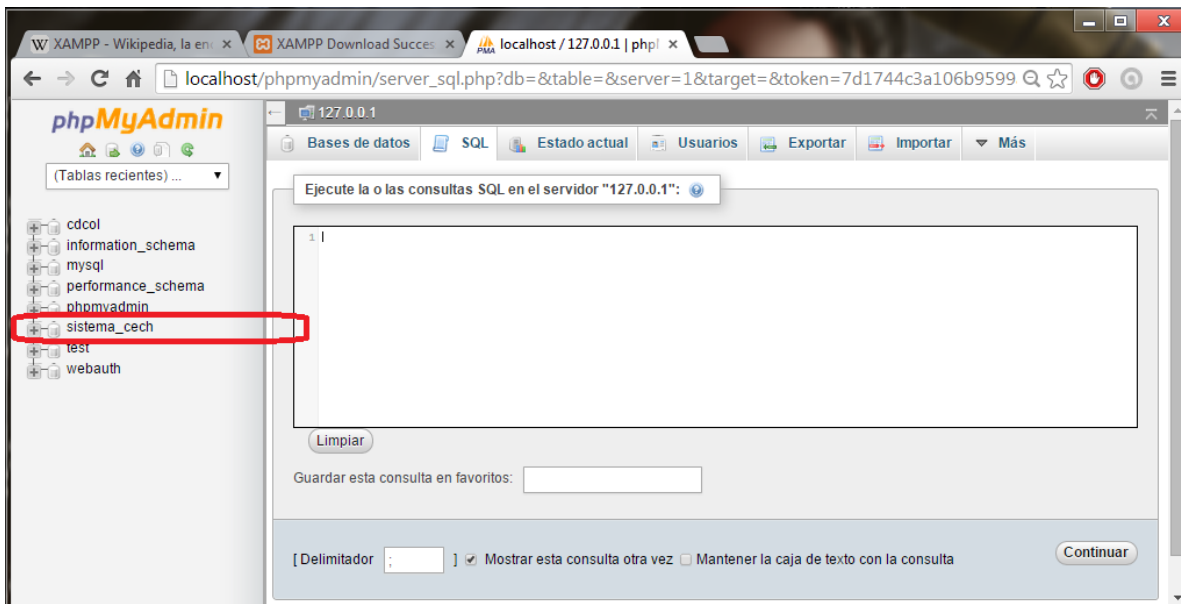 XAMPP - Wikipedia, la enc
XAMPP Download Succes
localhost / 127.0.0.1 | phpl
localhost/phpmyadmin/server_sql.php?db=&table=&server=1&target=&token=7d1744c3a106b9599
phpMyAdmin
(Tablas recientes) ...
cdcol
information_schema
mysql
performance_schema
phpmyadmin
sistema_cech
test
webauth
127.0.0.1
Bases de datos SQL Estado actual Usuarios Exportar Importar Más
Ejecute la o las consultas SQL en el servidor "127.0.0.1":
1
Limpiar
Guardar esta consulta en favoritos:
[ Delimitador ; ] Mostrar esta consulta otra vez Mantener la caja de texto con la consulta
Continuar